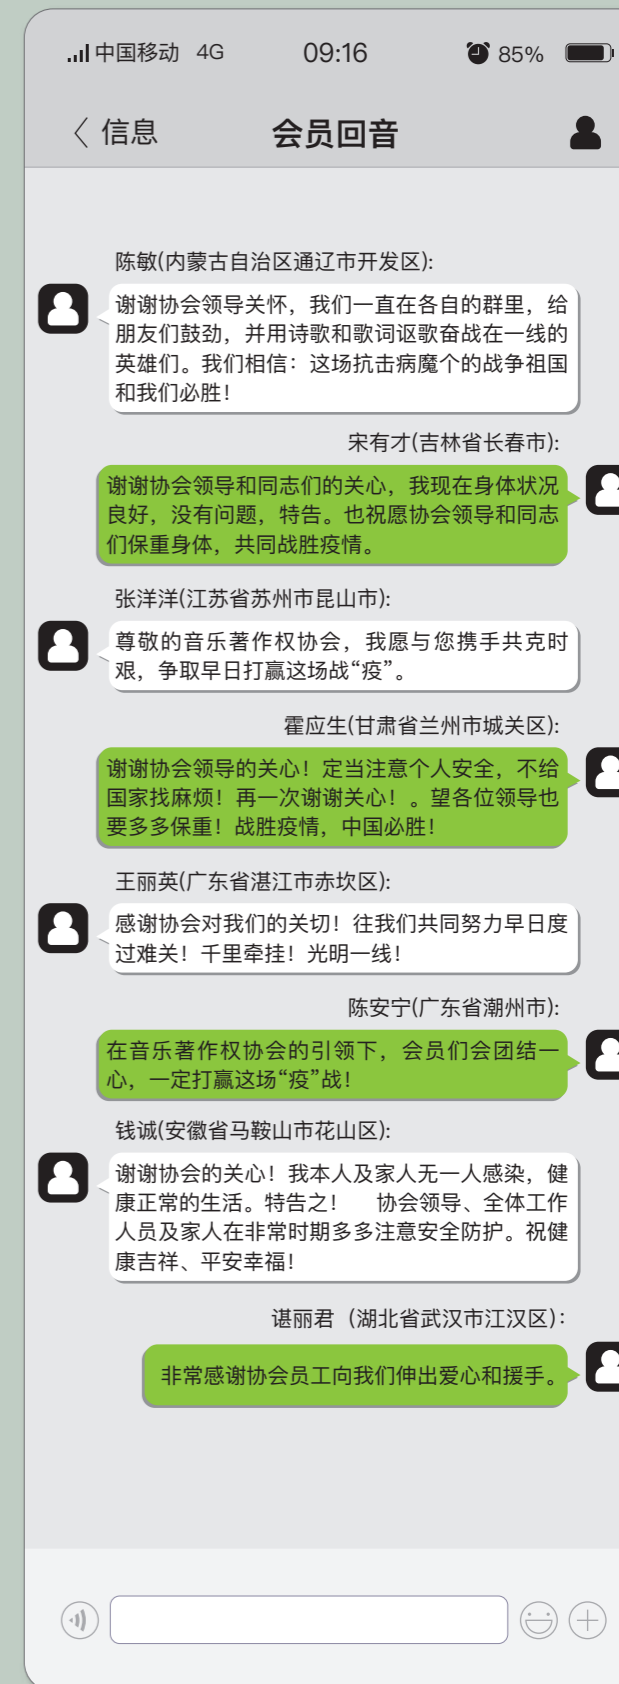 中国移动 4G 09:16 85%
信息 会员回音
陈敏(内蒙古自治区通辽市开发区):
谢谢协会领导关怀，我们一直在各自的群里，给
朋友们鼓劲，并用诗歌和歌词讴歌奋战在一线的
英雄们。我们相信：这场抗击病魔个的战争祖国
和我们必胜！
宋有才(吉林省长春市):
谢谢协会领导和同志们的关心，我现在身体状况
良好，没有问题，特告。也祝愿协会领导和同志
们保重身体，共同战胜疫情。
张洋洋(江苏省苏州市昆山市):
尊敬的音乐著作权协会，我愿与您携手共克时
艰，争取早日打赢这场战“疫”。
霍应生(甘肃省兰州市城关区):
谢谢协会领导的关心！定当注意个人安全，不给
国家找麻烦！再一次谢谢关心！。望各位领导也
要多多保重！战胜疫情，中国必胜！
王丽英(广东省湛江市赤坎区):
感谢协会对我们的关切！往我们共同努力早日度
过难关！千里牵挂！光明一线！
陈安宁(广东省潮州市):
在音乐著作权协会的引领下，会员们会团结一
心，一定打赢这场“疫”战！
钱诚(安徽省马鞍山市花山区):
谢谢协会的关心！我本人及家人无一人感染，健
康正常的生活。特告之！ 协会领导、全体工作
人员及家人在非常时期多多注意安全防护。祝健
康吉祥、平安幸福！
谌丽君（湖北省武汉市江汉区）：
非常感谢协会员工向我们伸出爱心和援手。